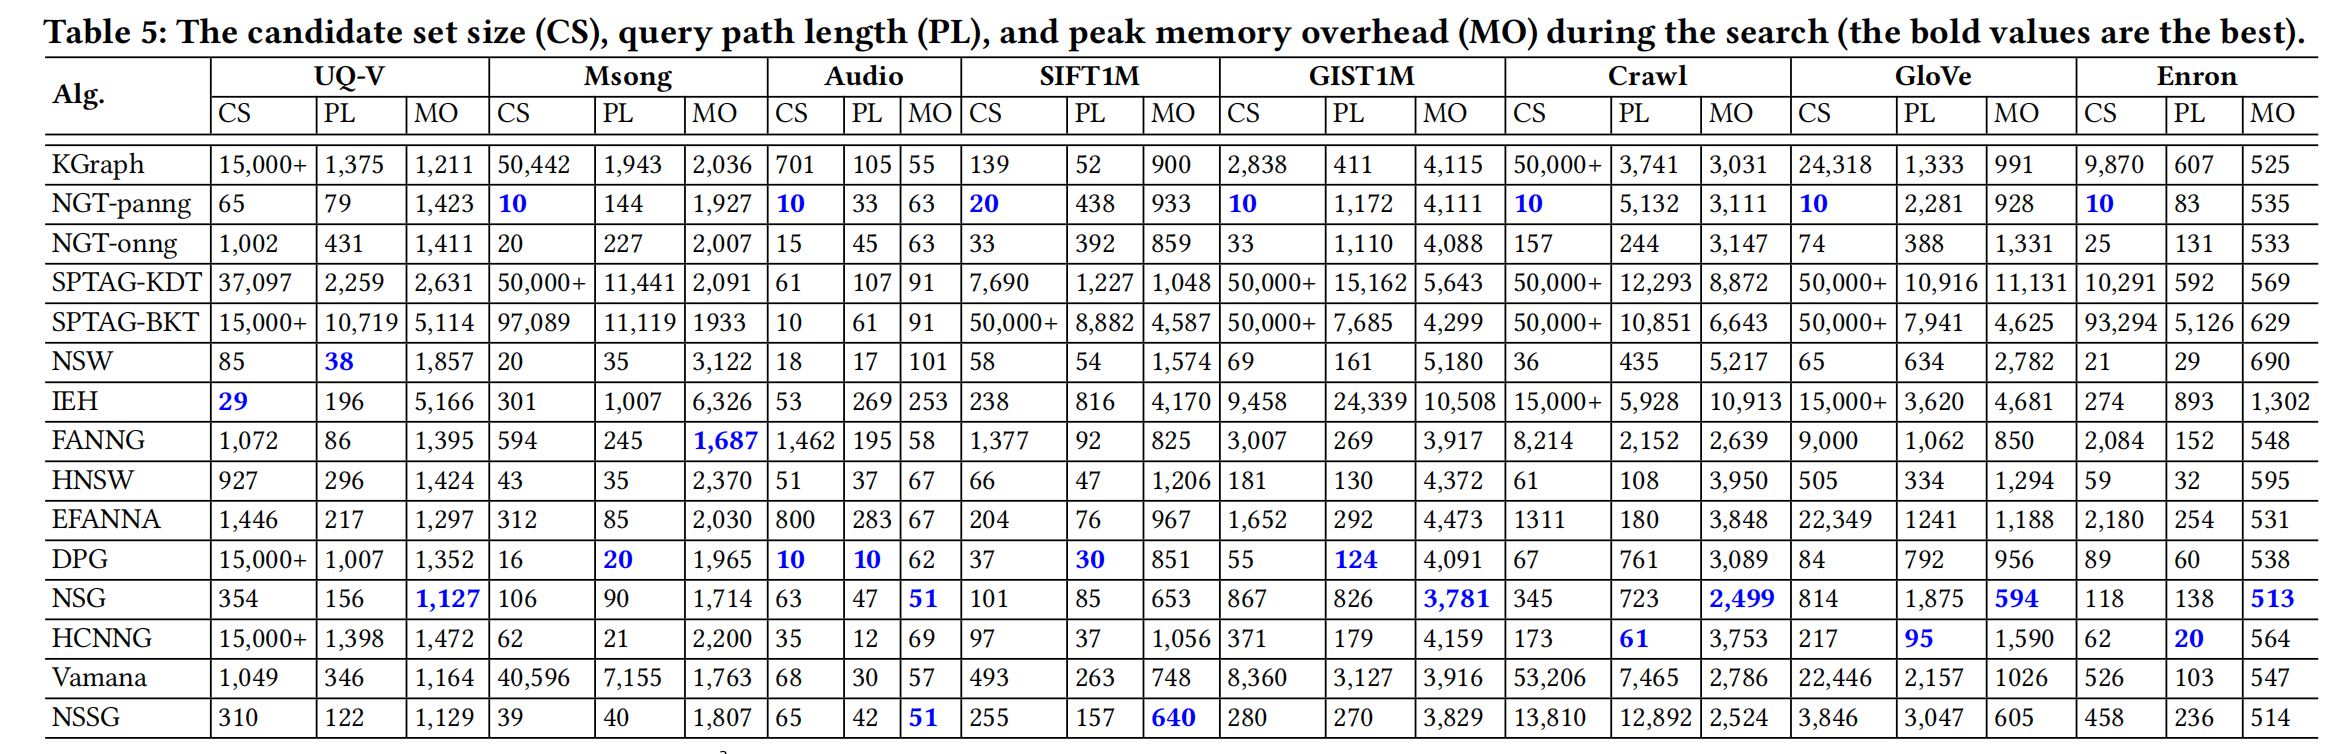 Table 5: The candidate set size (CS), query path length (PL), and peak memory overhead (MO) during the search (the bold values are the best).
Alg. UQ-V Msong Audio SIFT1M GIST1M Crawl GloVe Enron
CS PL MO CS PL MO CS PL MO CS PL MO CS PL MO CS PL MO CS PL MO CS PL MO
KGraph 15,000+ 1,375 1,211 50,442 1,943 2,036 701 105 55 139 52 900 2,838 411 4,115 50,000+ 3,741 3,031 24,318 1,333 991 9,870 607 525
NGT-panng 65 79 1,423 10 144 1,927 10 33 63 20 438 933 10 1,172 4,111 10 5,132 3,111 10 2,281 928 10 83 535
NGT-onng 1,002 431 1,411 20 227 2,007 15 45 63 33 392 859 33 1,110 4,088 157 244 3,147 74 388 1,331 25 131 533
SPTAG-KDT 37,097 2,259 2,631 50,000+ 11,441 2,091 61 107 91 7,690 1,227 1,048 50,000+ 15,162 5,643 50,000+ 12,293 8,872 50,000+ 10,916 11,131 10,291 592 569
SPTAG-BKT 15,000+ 10,719 5,114 97,089 11,119 1933 10 61 91 50,000+ 8,882 4,587 50,000+ 7,685 4,299 50,000+ 10,851 6,643 50,000+ 7,941 4,625 93,294 5,126 629
NSW 85 38 1,857 20 35 3,122 18 17 101 58 54 1,574 69 161 5,180 36 435 5,217 65 634 2,782 21 29 690
IEH 29 196 5,166 301 1,007 6,326 53 269 253 238 816 4,170 9,458 24,339 10,508 15,000+ 5,928 10,913 15,000+ 3,620 4,681 274 893 1,302
FANNG 1,072 86 1,395 594 245 1,687 1,462 195 58 1,377 92 825 3,007 269 3,917 8,214 2,152 2,639 9,000 1,062 850 2,084 152 548
HNSW 927 296 1,424 43 35 2,370 51 37 67 66 47 1,206 181 130 4,372 61 108 3,950 505 334 1,294 59 32 595
EFANNA 1,446 217 1,297 312 85 2,030 800 283 67 204 76 967 1,652 292 4,473 1311 180 3,848 22,349 1241 1,188 2,180 254 531
DPG 15,000+ 1,007 1,352 16 20 1,965 10 10 62 37 30 851 55 124 4,091 67 761 3,089 84 792 956 89 60 538
NSG 354 156 1,127 106 90 1,714 63 47 51 101 85 653 867 826 3,781 345 723 2,499 814 1,875 594 118 138 513
HCNNG 15,000+ 1,398 1,472 62 21 2,200 35 12 69 97 37 1,056 371 179 4,159 173 61 3,753 217 95 1,590 62 20 564
Vamana 1,049 346 1,164 40,596 7,155 1,763 68 30 57 493 263 748 8,360 3,127 3,916 53,206 7,465 2,786 22,446 2,157 1026 526 103 547
NSSG 310 122 1,129 39 40 1,807 65 42 51 255 157 640 280 270 3,829 13,810 12,892 2,524 3,846 3,047 605 458 236 514